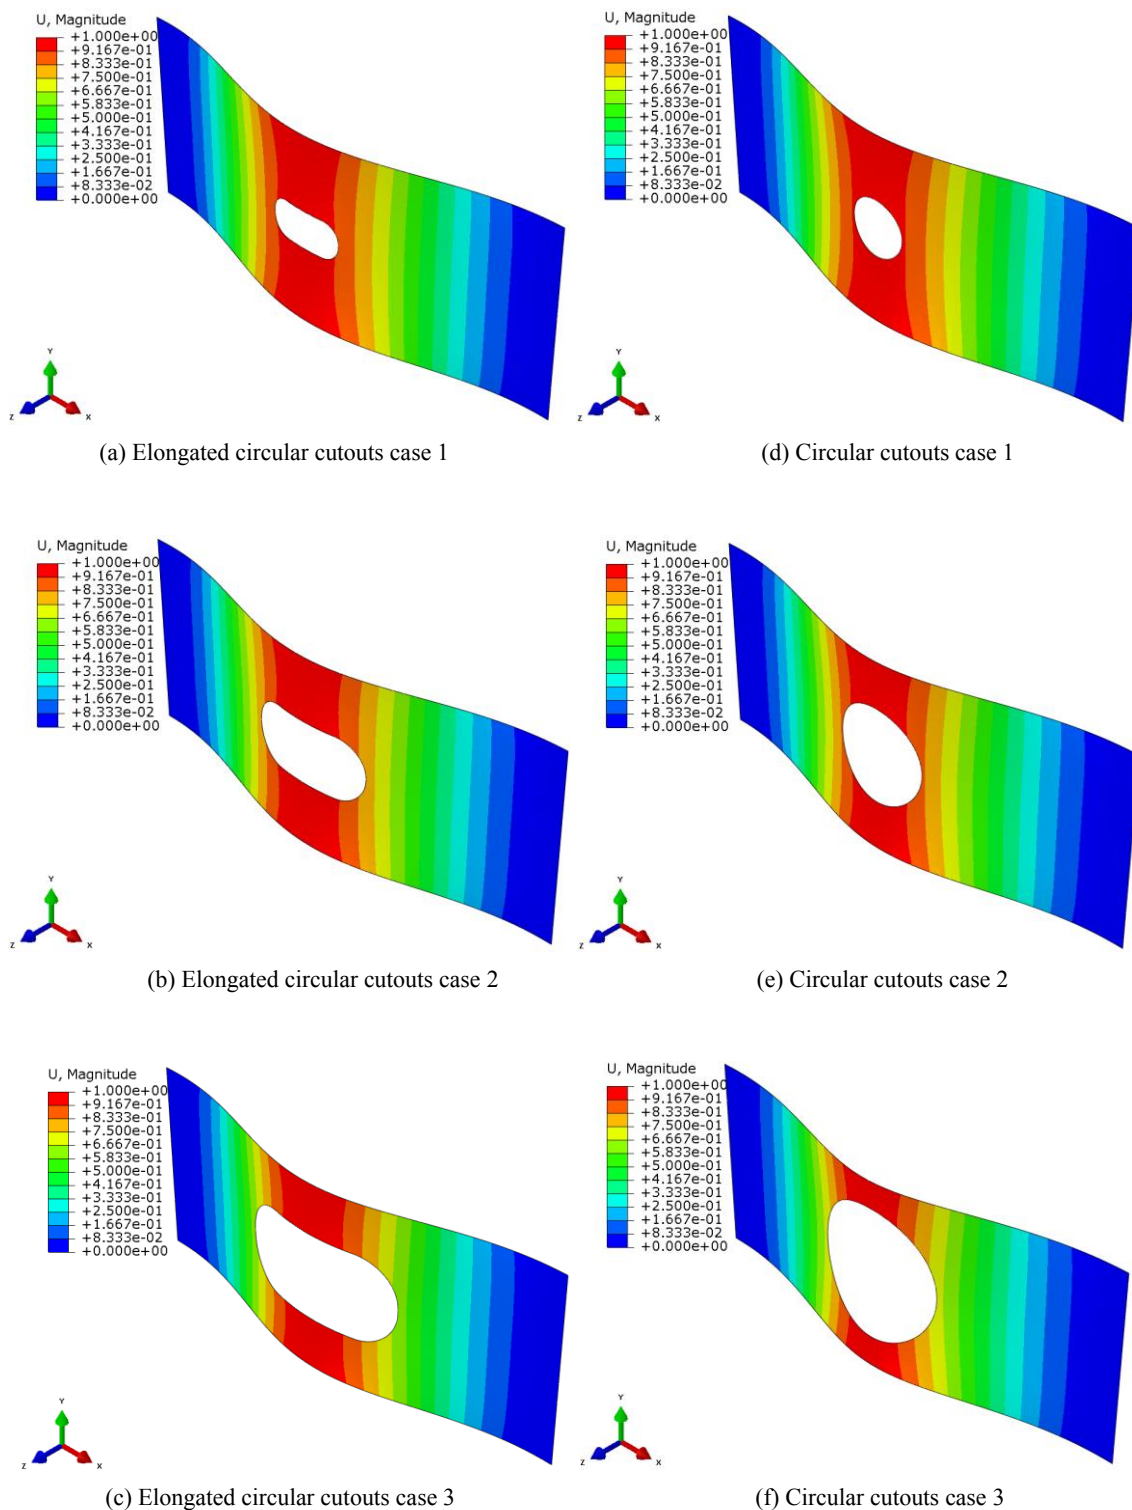 U, Magnitude
+1.000e+00
+9.167e-01
+8.333e-01
+7.500e-01
+6.667e-01
+5.833e-01
+5.000e-01
+4.167e-01
+3.333e-01
+2.500e-01
+1.667e-01
+8.333e-02
+0.000e+00
Y
Z
X
(a) Elongated circular cutouts case 1
U, Magnitude
+1.000e+00
+9.167e-01
+8.333e-01
+7.500e-01
+6.667e-01
+5.833e-01
+5.000e-01
+4.167e-01
+3.333e-01
+2.500e-01
+1.667e-01
+8.333e-02
+0.000e+00
Y
Z
X
(d) Circular cutouts case 1
U, Magnitude
+1.000e+00
+9.167e-01
+8.333e-01
+7.500e-01
+6.667e-01
+5.833e-01
+5.000e-01
+4.167e-01
+3.333e-01
+2.500e-01
+1.667e-01
+8.333e-02
+0.000e+00
Y
Z
X
(b) Elongated circular cutouts case 2
U, Magnitude
+1.000e+00
+9.167e-01
+8.333e-01
+7.500e-01
+6.667e-01
+5.833e-01
+5.000e-01
+4.167e-01
+3.333e-01
+2.500e-01
+1.667e-01
+8.333e-02
+0.000e+00
Y
Z
X
(e) Circular cutouts case 2
U, Magnitude
+1.000e+00
+9.167e-01
+8.333e-01
+7.500e-01
+6.667e-01
+5.833e-01
+5.000e-01
+4.167e-01
+3.333e-01
+2.500e-01
+1.667e-01
+8.333e-02
+0.000e+00
Y
Z
X
(c) Elongated circular cutouts case 3
U, Magnitude
+1.000e+00
+9.167e-01
+8.333e-01
+7.500e-01
+6.667e-01
+5.833e-01
+5.000e-01
+4.167e-01
+3.333e-01
+2.500e-01
+1.667e-01
+8.333e-02
+0.000e+00
Y
Z
X
(f) Circular cutouts case 3